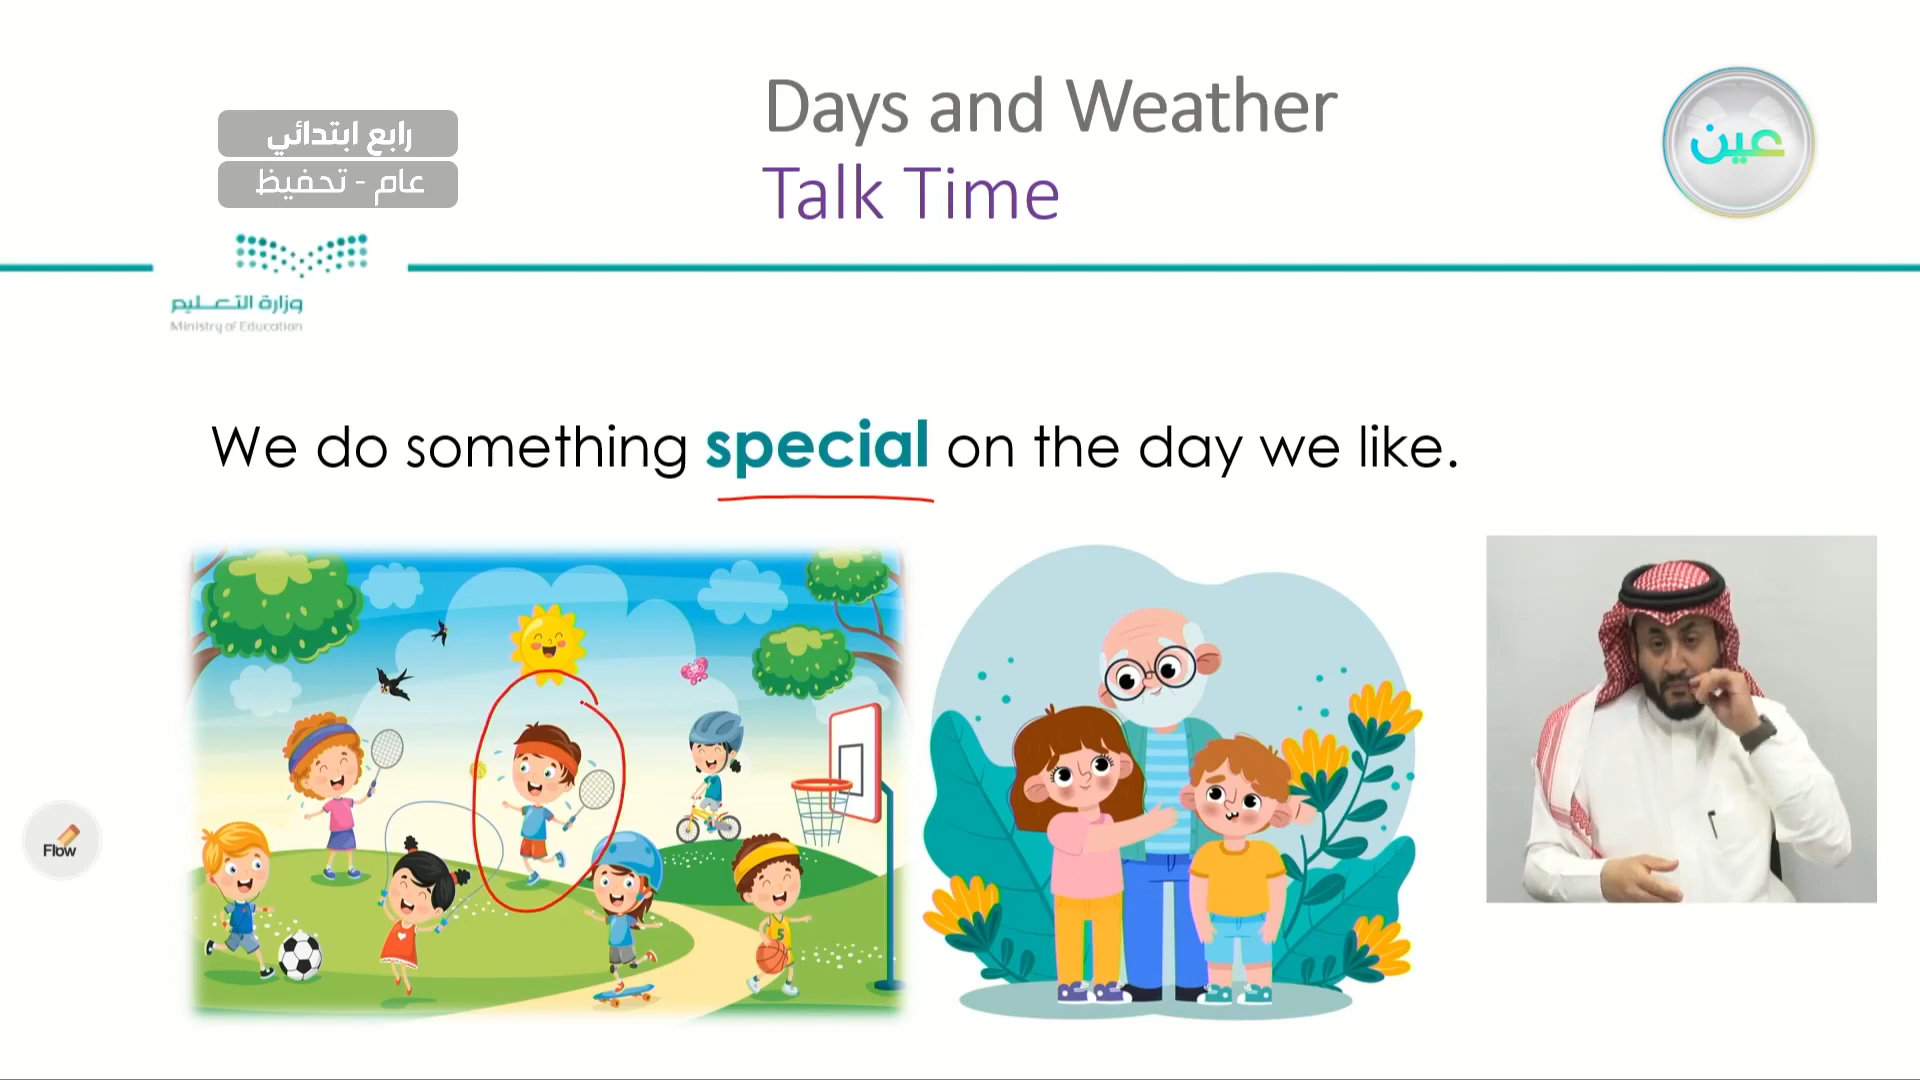 Days and Weather
Talk Time
رابع ابتدائي
عام - تحفيظ
عين
وزارة التعليم
Ministry of Education
We do something special on the day we like.
5
Flow